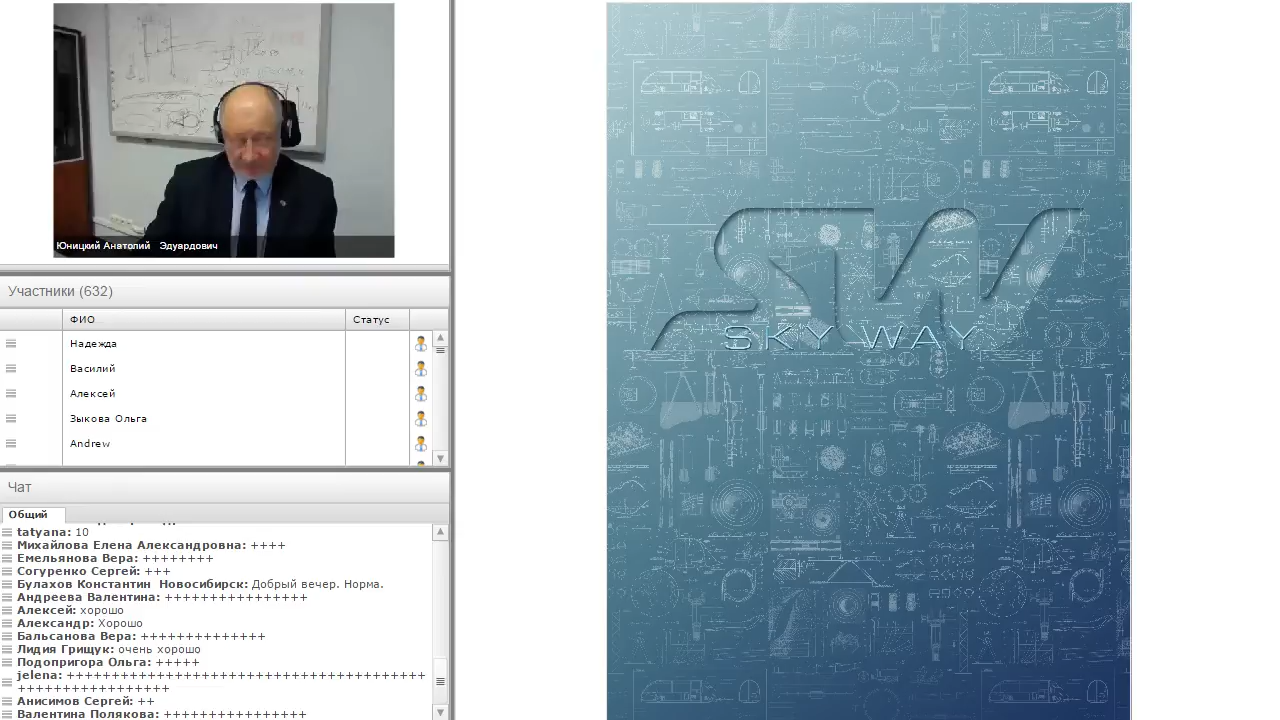 Юницкий Анатолий Эдуардович
Участники (632)
ФИО
Статус
Надежда
Василий
Алексей
Зыкова Ольга
Andrew
Чат
Общий
tatyana: 10
Михайлова Елена Александровна: ++++
Емельянова Вера: ++++++++
Согуренко Сергей: +++
Булахов Константин Новосибирск: Добрый вечер. Норма.
Андреева Валентина: ++++++++++++++++
Алексей: хорошо
Александр: Хорошо
Бальсанова Вера: ++++++++++++++
Лидия Грищук: очень хорошо
Подопригора Ольга: +++++
jelena: ++++++++++++++++++++++++++++++++++++++++
+++++++++++++++++
Анисимов Сергей: ++
Валентина Полякова: ++++++++++++++++
SW
SKY WAY